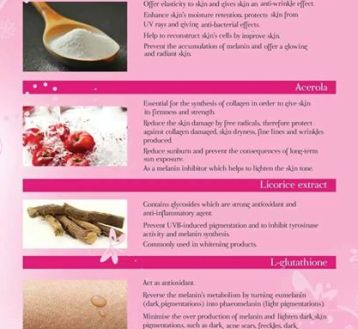 Offer elasticity to skin and gives skin an anti-wrinkle effect.
Enhance skin's moisture retention, protects skin from
UV rays and giving anti-bacterial effects.
Help to reconstruct skin's cells by improve skin.
Prevent the accumulation of melanin and offer a glowing
and radiant skin.
Acerola
Essential for the synthesis of collagen in order to give skin
to firmness and strength.
Reduce the skin damage by free radicals, therefore protect
against collagen damaged, skin dryness, fine lines and wrinkles
produced.
Reduce sunburn and prevent the consequences of long-term
sun exposure.
As a melanin inhibitor which helps to lighten the skin tone.
Licorice extract
Contains glycosides which are strong antioxidant and
anti-inflammatory agent.
Prevent UVB-induced pigmentation and to inhibit tyrosinase
activity and melanin synthesis.
Commonly used in whitening products.
L-glutathione
Act as antioxidant.
Reverse the melanin's metabolism by turning eumelanin
(dark pigmentations) into phaeomelanin (light pigmentations).
Minimise the over production of melanin and lighten dark skin
pigmentations, such as dark, acne scars, freckles, dark